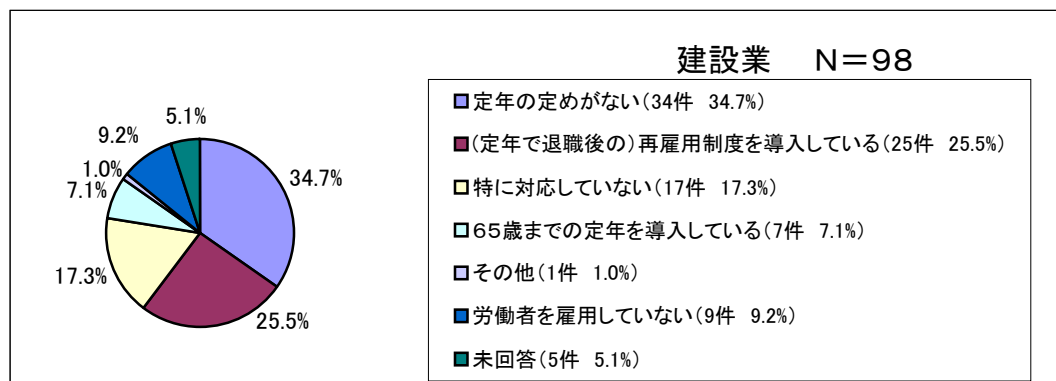 建設業　N＝98
5.1%
9.2%
1.0%
7.1%
34.7%
17.3%
25.5%
定年の定めがない(34件 34.7%)
(定年で退職後の)再雇用制度を導入している(25件 25.5%)
特に対応していない(17件 17.3%)
６５歳までの定年を導入している(7件 7.1%)
その他(1件 1.0%)
労働者を雇用していない(9件 9.2%)
未回答(5件 5.1%)